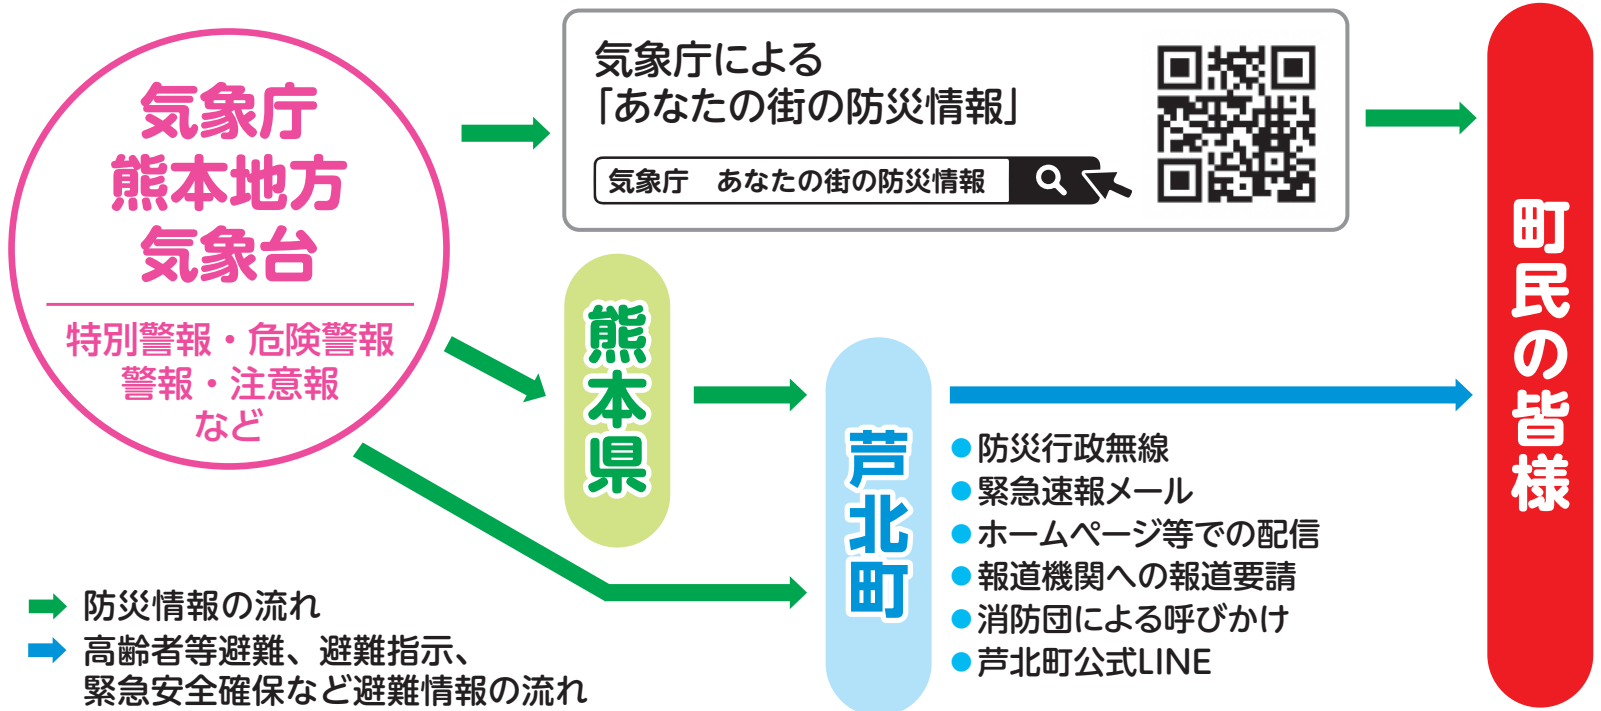 気象庁
熊本地方
気象台
特別警報・危険警報
警報・注意報
など
気象庁による
「あなたの街の防災情報」
気象庁　あなたの街の防災情報
熊本県
芦北町
●防災行政無線
●緊急速報メール
●ホームページ等での配信
●報道機関への報道要請
●消防団による呼びかけ
●芦北町公式LINE
町民の皆様
防災情報の流れ
高齢者等避難、避難指示、
緊急安全確保など避難情報の流れ